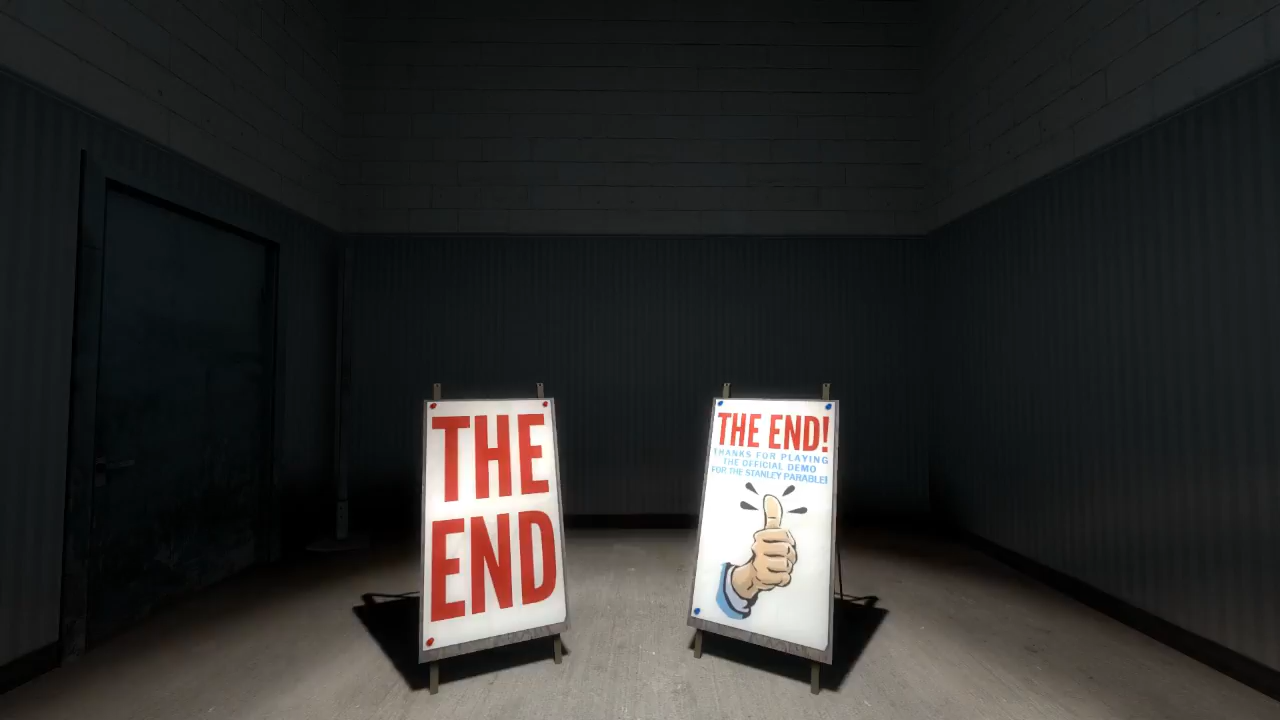 THE
END
THE END!
THANKS FOR PLAYING
THE OFFICIAL DEMO
FOR THE STANLEY PARABLE!